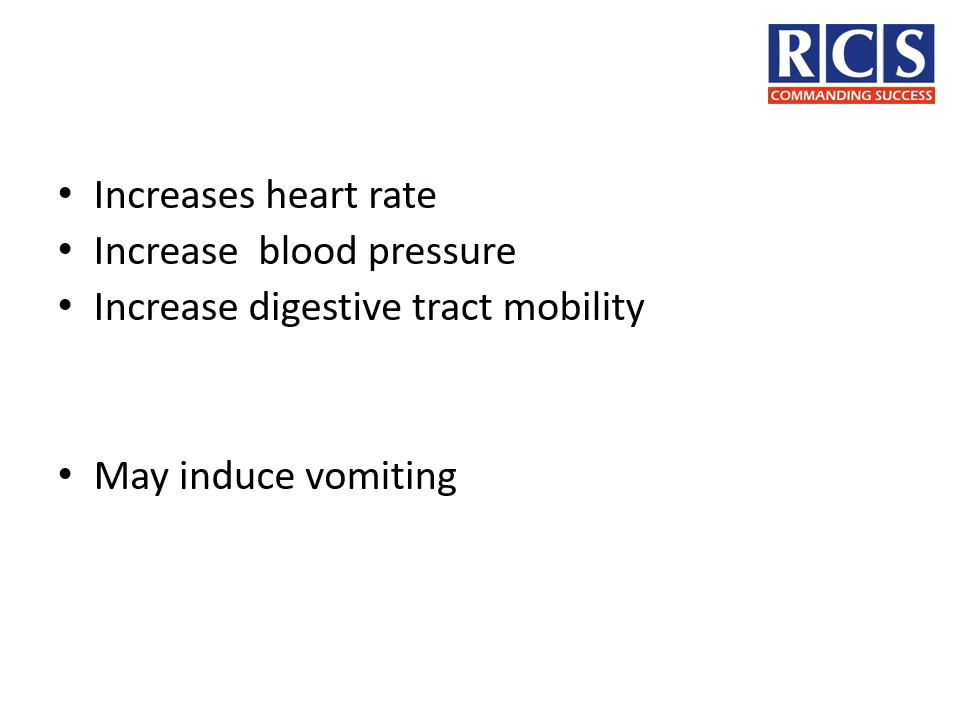 RCS
COMMANDING SUCCESS
• Increases heart rate
• Increase  blood pressure
• Increase digestive tract mobility
• May induce vomiting